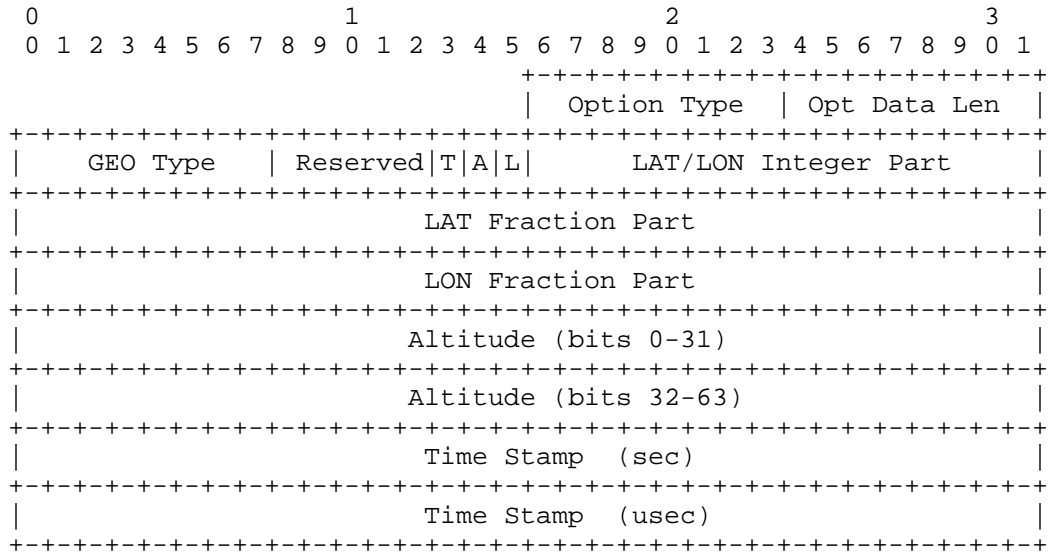 0                   1                   2                   3
 0 1 2 3 4 5 6 7 8 9 0 1 2 3 4 5 6 7 8 9 0 1 2 3 4 5 6 7 8 9 0 1
                                +-+-+-+-+-+-+-+-+-+-+-+-+-+-+-+-+
                                |  Option Type  | Opt Data Len  |
+-+-+-+-+-+-+-+-+-+-+-+-+-+-+-+-+-+-+-+-+-+-+-+-+-+-+-+-+-+-+-+-+
|    GEO Type   | Reserved|T|A|L|      LAT/LON Integer Part     |
+-+-+-+-+-+-+-+-+-+-+-+-+-+-+-+-+-+-+-+-+-+-+-+-+-+-+-+-+-+-+-+-+
|                         LAT Fraction Part                     |
+-+-+-+-+-+-+-+-+-+-+-+-+-+-+-+-+-+-+-+-+-+-+-+-+-+-+-+-+-+-+-+-+
|                         LON Fraction Part                     |
+-+-+-+-+-+-+-+-+-+-+-+-+-+-+-+-+-+-+-+-+-+-+-+-+-+-+-+-+-+-+-+-+
|                        Altitude (bits 0-31)                   |
+-+-+-+-+-+-+-+-+-+-+-+-+-+-+-+-+-+-+-+-+-+-+-+-+-+-+-+-+-+-+-+-+
|                        Altitude (bits 32-63)                  |
+-+-+-+-+-+-+-+-+-+-+-+-+-+-+-+-+-+-+-+-+-+-+-+-+-+-+-+-+-+-+-+-+
|                         Time Stamp  (sec)                     |
+-+-+-+-+-+-+-+-+-+-+-+-+-+-+-+-+-+-+-+-+-+-+-+-+-+-+-+-+-+-+-+-+
|                         Time Stamp  (usec)                    |
+-+-+-+-+-+-+-+-+-+-+-+-+-+-+-+-+-+-+-+-+-+-+-+-+-+-+-+-+-+-+-+-+